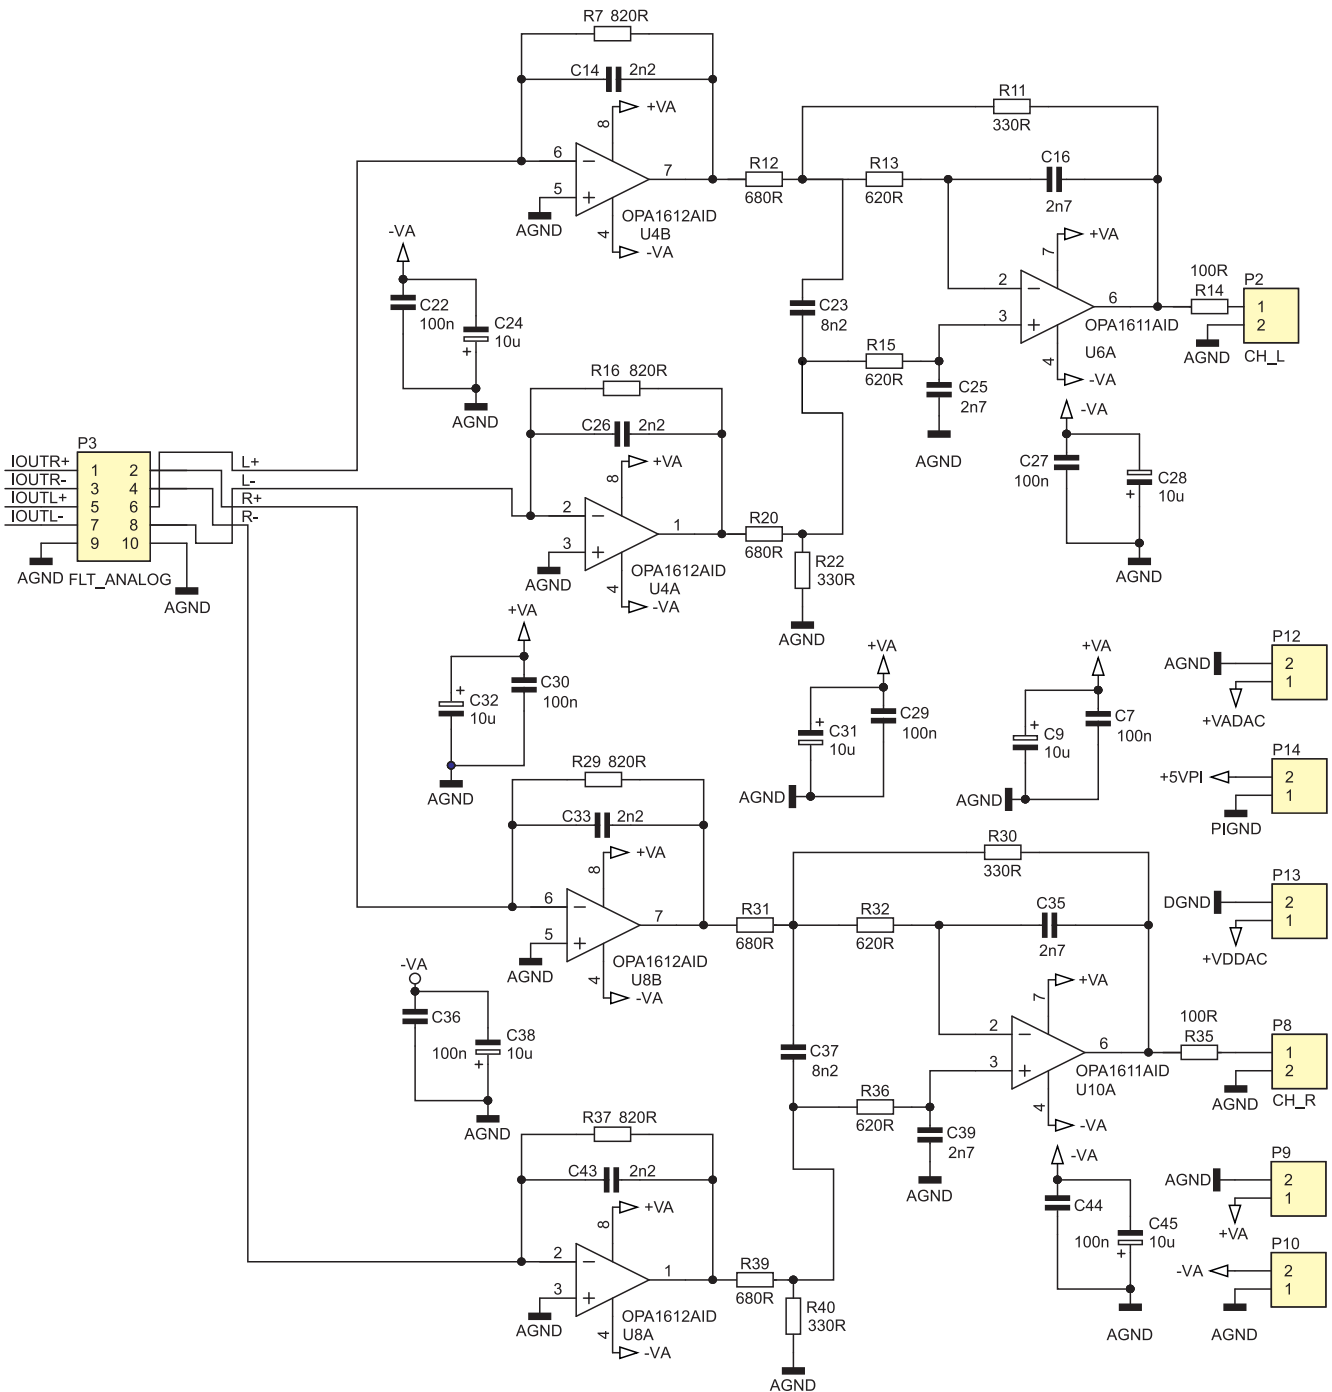 R7 820R
C14 2n2
+VA
8
6
5
7
4
AGND
OPA1612AID
U4B
-VA
R12
680R
R11
330R
R13
620R
C16
2n7
+VA
7
2
3
6
4
OPA1611AID
U6A
-VA
100R
R14
P2
1
2
AGND
CH_L
-VA
C22
100n
C24
10u
+
AGND
C23
8n2
R15
620R
C25
2n7
AGND
-VA
C27
100n
C28
10u
+
AGND
R16 820R
C26 2n2
+VA
8
2
3
1
4
AGND
OPA1612AID
U4A
-VA
R20
680R
R22
330R
AGND
P3
IOUTR+
IOUTR-
IOUTL+
IOUTL-
1 2
3 4
5 6
7 8
9 10
L+
L-
R+
R-
AGND
FLT_ANALOG
AGND
+VA
+
C32
10u
C30
100n
AGND
+VA
+
C31
10u
C29
100n
AGND
+VA
+
C9
10u
C7
100n
AGND
P12
AGND
2
1
+VADAC
P14
+5VPI
2
1
PIGND
P13
DGND
2
1
+VDDAC
R29 820R
C33 2n2
+VA
8
6
5
7
4
AGND
OPA1612AID
U8B
-VA
R31
680R
R30
330R
R32
620R
C35
2n7
+VA
7
2
3
6
4
OPA1611AID
U10A
-VA
100R
R35
P8
1
2
AGND
CH_R
-VA
C36
100n
C38
10u
+
AGND
C37
8n2
R36
620R
C39
2n7
AGND
-VA
C44
100n
C45
10u
+
AGND
P9
AGND
2
1
+VA
P10
-VA
2
1
AGND
R37 820R
C43 2n2
+VA
8
2
3
1
4
AGND
OPA1612AID
U8A
-VA
R39
680R
R40
330R
AGND